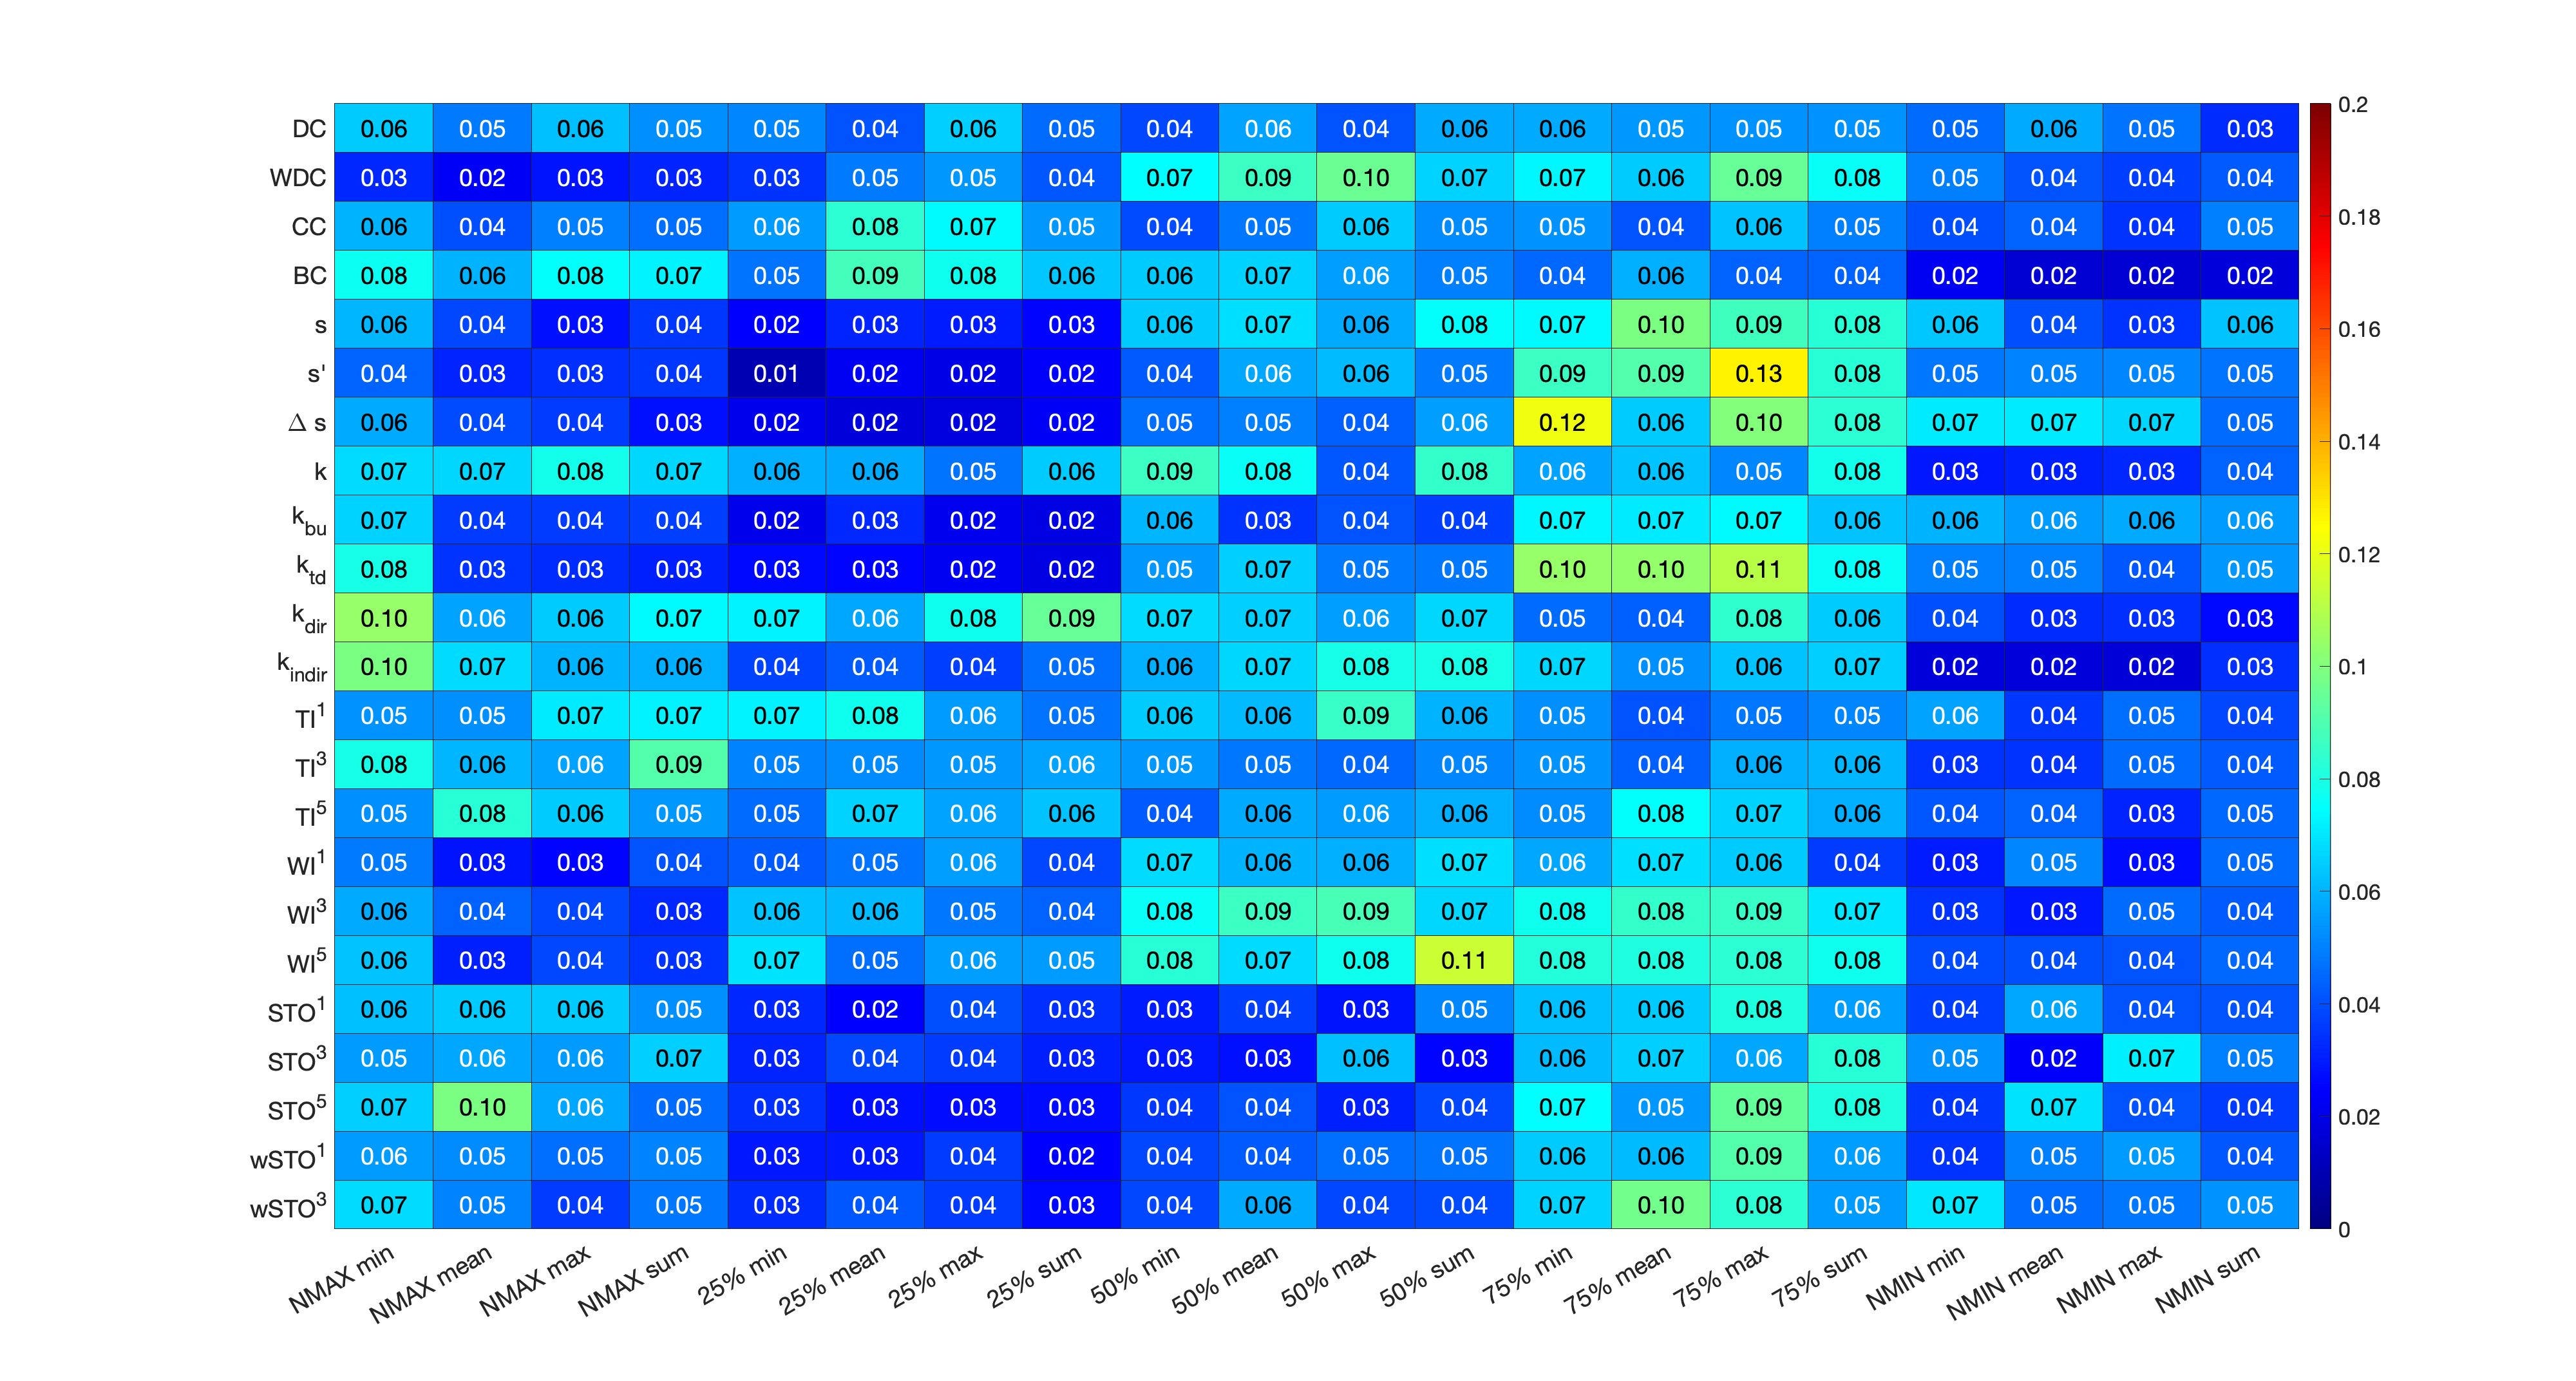 DC 0.06 0.05 0.06 0.05 0.05 0.04 0.06 0.05 0.04 0.06 0.04 0.06 0.06 0.05 0.05 0.05 0.05 0.06 0.05 0.03
WDC 0.03 0.02 0.03 0.03 0.03 0.05 0.05 0.04 0.07 0.09 0.10 0.07 0.07 0.06 0.09 0.08 0.05 0.04 0.04 0.04
CC 0.06 0.04 0.05 0.05 0.06 0.08 0.07 0.05 0.04 0.05 0.06 0.05 0.05 0.04 0.06 0.05 0.04 0.04 0.04 0.05
BC 0.08 0.06 0.08 0.07 0.05 0.09 0.08 0.06 0.06 0.07 0.06 0.05 0.04 0.06 0.04 0.04 0.02 0.02 0.02 0.02
s 0.06 0.04 0.03 0.04 0.02 0.03 0.03 0.03 0.06 0.07 0.06 0.08 0.07 0.10 0.09 0.08 0.06 0.04 0.03 0.06
s' 0.04 0.03 0.03 0.04 0.01 0.02 0.02 0.02 0.04 0.06 0.06 0.05 0.09 0.09 0.13 0.08 0.05 0.05 0.05 0.05
Δ s 0.06 0.04 0.04 0.03 0.02 0.02 0.02 0.02 0.05 0.05 0.04 0.06 0.12 0.06 0.10 0.08 0.07 0.07 0.07 0.05
k 0.07 0.07 0.08 0.07 0.06 0.06 0.05 0.06 0.09 0.08 0.04 0.08 0.06 0.06 0.05 0.08 0.03 0.03 0.03 0.04
k_bu 0.07 0.04 0.04 0.04 0.02 0.03 0.02 0.02 0.06 0.03 0.04 0.04 0.07 0.07 0.07 0.06 0.06 0.06 0.06 0.06
k_td 0.08 0.03 0.03 0.03 0.03 0.03 0.02 0.02 0.05 0.07 0.05 0.05 0.10 0.10 0.11 0.08 0.05 0.05 0.04 0.05
k_dir 0.10 0.06 0.06 0.07 0.07 0.06 0.08 0.09 0.07 0.07 0.06 0.07 0.05 0.04 0.08 0.06 0.04 0.03 0.03 0.03
k_indir 0.10 0.07 0.06 0.06 0.04 0.04 0.04 0.05 0.06 0.07 0.08 0.08 0.07 0.05 0.06 0.07 0.02 0.02 0.02 0.03
TI^1 0.05 0.05 0.07 0.07 0.07 0.08 0.06 0.05 0.06 0.06 0.09 0.06 0.05 0.04 0.05 0.05 0.06 0.04 0.05 0.04
TI^3 0.08 0.06 0.06 0.09 0.05 0.05 0.05 0.06 0.05 0.05 0.04 0.05 0.05 0.04 0.06 0.06 0.03 0.04 0.05 0.04
TI^5 0.05 0.08 0.06 0.05 0.05 0.07 0.06 0.06 0.04 0.06 0.06 0.06 0.05 0.08 0.07 0.06 0.04 0.04 0.03 0.05
WI^1 0.05 0.03 0.03 0.04 0.04 0.05 0.06 0.04 0.07 0.06 0.06 0.07 0.06 0.07 0.06 0.04 0.03 0.05 0.03 0.05
WI^3 0.06 0.04 0.04 0.03 0.06 0.06 0.05 0.04 0.08 0.09 0.09 0.07 0.08 0.08 0.09 0.07 0.03 0.03 0.05 0.04
WI^5 0.06 0.03 0.04 0.03 0.07 0.05 0.06 0.05 0.08 0.07 0.08 0.11 0.08 0.08 0.08 0.08 0.04 0.04 0.04 0.04
STO^1 0.06 0.06 0.06 0.05 0.03 0.02 0.04 0.03 0.03 0.04 0.03 0.05 0.06 0.06 0.08 0.06 0.04 0.06 0.04 0.04
STO^3 0.05 0.06 0.06 0.07 0.03 0.04 0.04 0.03 0.03 0.03 0.06 0.03 0.06 0.07 0.06 0.08 0.05 0.02 0.07 0.05
STO^5 0.07 0.10 0.06 0.05 0.03 0.03 0.03 0.03 0.04 0.04 0.03 0.04 0.07 0.05 0.09 0.08 0.04 0.07 0.04 0.04
wSTO^1 0.06 0.05 0.05 0.05 0.03 0.03 0.04 0.02 0.04 0.04 0.05 0.05 0.06 0.06 0.09 0.06 0.04 0.05 0.05 0.04
wSTO^3 0.07 0.05 0.04 0.05 0.03 0.04 0.04 0.03 0.04 0.06 0.04 0.04 0.07 0.10 0.08 0.05 0.07 0.05 0.05 0.05
NMAX min NMAX mean NMAX max NMAX sum 25% min 25% mean 25% max 25% sum 50% min 50% mean 50% max 50% sum 75% min 75% mean 75% max 75% sum NMIN min NMIN mean NMIN max NMIN sum
0.2
0.18
0.16
0.14
0.12
0.1
0.08
0.06
0.04
0.02
0